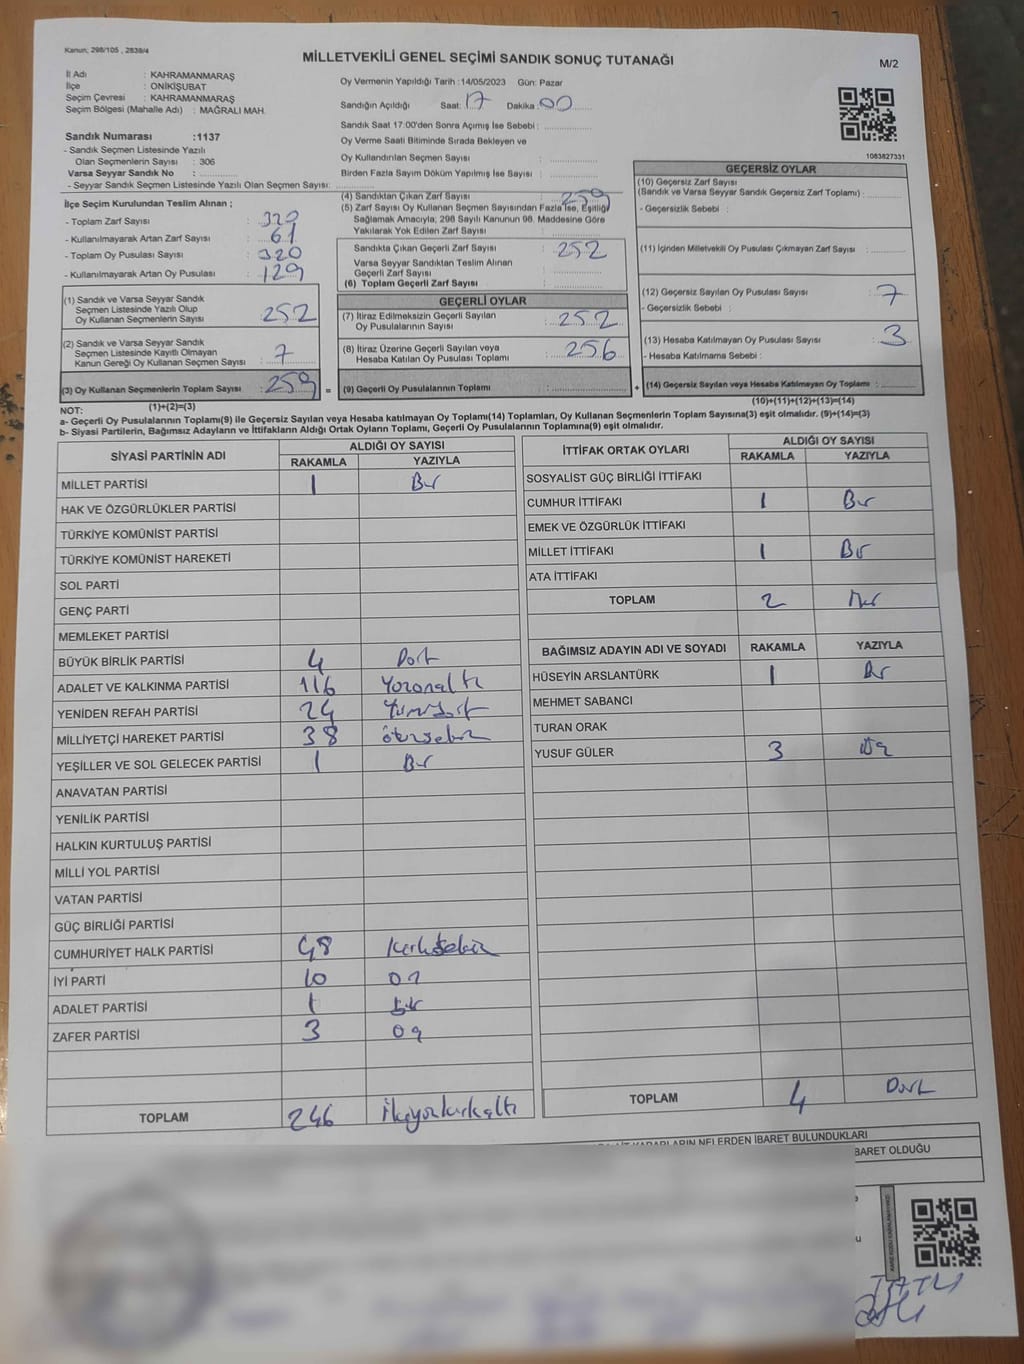 Kanun; 298/105 , 2839/4
MİLLETVEKİLİ GENEL SEÇİMİ SANDIK SONUÇ TUTANAĞI
M/2
İl Adı : KAHRAMANMARAŞ
İlçe : ONİKİŞUBAT
Seçim Çevresi : KAHRAMANMARAŞ
Seçim Bölgesi (Mahalle Adı) : MAĞRALI MAH.
Oy Vermenin Yapıldığı Tarih :14/05/2023 Gün: Pazar
Sandığın Açıldığı Saat: 17 Dakika: 00
Sandık Saat 17:00'den Sonra Açılmış İse Sebebi :
Oy Verme Saati Bitiminde Sırada Bekleyen ve
Oy Kullandırılan Seçmen Sayısı :
Birden Fazla Sayım Döküm Yapılmış İse Sayısı :
1083827331
Sandık Numarası :1137
- Sandık Seçmen Listesinde Yazılı
Olan Seçmenlerin Sayısı : 306
Varsa Seyyar Sandık No :
- Seyyar Sandık Seçmen Listesinde Yazılı Olan Seçmen Sayısı:
İlçe Seçim Kurulundan Teslim Alınan ;
- Toplam Zarf Sayısı : 320
- Kullanılmayarak Artan Zarf Sayısı : 61
- Toplam Oy Pusulası Sayısı : 320
- Kullanılmayarak Artan Oy Pusulası : 129
(1) Sandık ve Varsa Seyyar Sandık
Seçmen Listesinde Yazılı Olup
Oy Kullanan Seçmenlerin Sayısı : 252
(2) Sandık ve Varsa Seyyar Sandık
Seçmen Listesinde Kayıtlı Olmayan
Kanun Gereği Oy Kullanan Seçmen Sayısı : 7
(3) Oy Kullanan Seçmenlerin Toplam Sayısı : 259 =
(1)+(2)=(3)
(4) Sandıktan Çıkan Zarf Sayısı : 259
(5) Zarf Sayısı Oy Kullanan Seçmen Sayısından Fazla İse, Eşitliği
Sağlamak Amacıyla; 298 Sayılı Kanunun 98. Maddesine Göre
Yakılarak Yok Edilen Zarf Sayısı :
Sandıkta Çıkan Geçerli Zarf Sayısı : 252
Varsa Seyyar Sandıktan Teslim Alınan
Geçerli Zarf Sayısı :
(6) Toplam Geçerli Zarf Sayısı :
GEÇERLİ OYLAR
(7) İtiraz Edilmeksizin Geçerli Sayılan
Oy Pusulalarının Sayısı : 252
(8) İtiraz Üzerine Geçerli Sayılan veya
Hesaba Katılan Oy Pusulası Toplamı : 256
(9) Geçerli Oy Pusulalarının Toplamı : +
GEÇERSİZ OYLAR
(10) Geçersiz Zarf Sayısı
(Sandık ve Varsa Seyyar Sandık Geçersiz Zarf Toplamı) :
- Geçersizlik Sebebi :
(11) İçinden Milletvekili Oy Pusulası Çıkmayan Zarf Sayısı :
(12) Geçersiz Sayılan Oy Pusulası Sayısı : 7
- Geçersizlik Sebebi :
(13) Hesaba Katılmayan Oy Pusulası Sayısı : 3
- Hesaba Katılmama Sebebi :
(14) Geçersiz Sayılan veya Hesaba Katılmayan Oy Toplamı :
(10)+(11)+(12)+(13)=(14)
NOT:
a- Geçerli Oy Pusulalarının Toplamı(9) ile Geçersiz Sayılan veya Hesaba katılmayan Oy Toplamı(14) Toplamları, Oy Kullanan Seçmenlerin Toplam Sayısına(3) eşit olmalıdır. (9)+(14)=(3)
b- Siyasi Partilerin, Bağımsız Adayların ve İttifakların Aldığı Ortak Oyların Toplamı, Geçerli Oy Pusulalarının Toplamına(9) eşit olmalıdır.
SİYASİ PARTİNİN ADI ALDIĞI OY SAYISI
RAKAMLA YAZIYLA
MİLLET PARTİSİ 1 Bir
HAK VE ÖZGÜRLÜKLER PARTİSİ
TÜRKİYE KOMÜNİST PARTİSİ
TÜRKİYE KOMÜNİST HAREKETİ
SOL PARTİ
GENÇ PARTİ
MEMLEKET PARTİSİ
BÜYÜK BİRLİK PARTİSİ 4 Dört
ADALET VE KALKINMA PARTİSİ 116 Yüzonaltı
YENİDEN REFAH PARTİSİ 24
MİLLİYETÇİ HAREKET PARTİSİ 38 otuzsekiz
YEŞİLLER VE SOL GELECEK PARTİSİ 1 Bir
ANAVATAN PARTİSİ
YENİLİK PARTİSİ
HALKIN KURTULUŞ PARTİSİ
MİLLİ YOL PARTİSİ
VATAN PARTİSİ
GÜÇ BİRLİĞİ PARTİSİ
CUMHURİYET HALK PARTİSİ 48 Kırksekiz
İYİ PARTİ 10 On
ADALET PARTİSİ 1 Bir
ZAFER PARTİSİ 3
TOPLAM 246 İkiyüzkırkaltı
İTTİFAK ORTAK OYLARI ALDIĞI OY SAYISI
RAKAMLA YAZIYLA
SOSYALİST GÜÇ BİRLİĞİ İTTİFAKI
CUMHUR İTTİFAKI 1 Bir
EMEK VE ÖZGÜRLÜK İTTİFAKI
MİLLET İTTİFAKI 1 Bir
ATA İTTİFAKI
TOPLAM 2
BAĞIMSIZ ADAYIN ADI VE SOYADI RAKAMLA YAZIYLA
HÜSEYİN ARSLANTÜRK 1 Bir
MEHMET SABANCI
TURAN ORAK
YUSUF GÜLER 3
TOPLAM 4 Dört
NELERDEN İBARET BULUNDUKLARI
BARET OLDUĞU